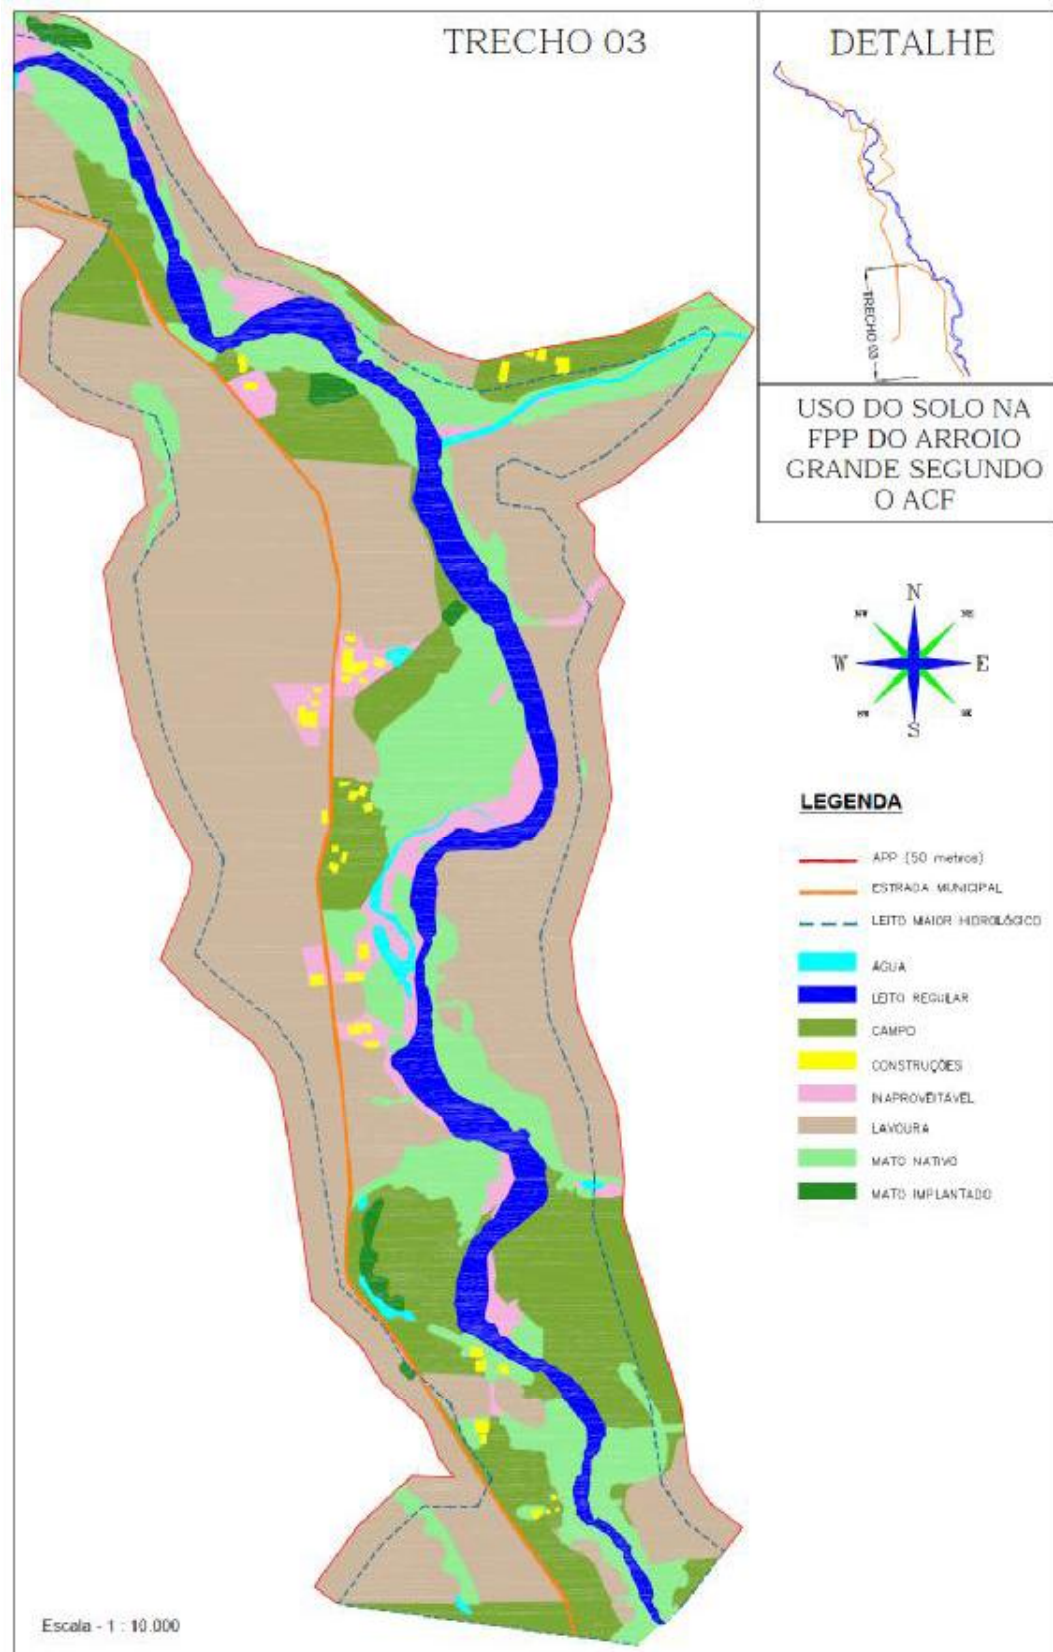 TRECHO 03
DETALHE
TRECHO 03
USO DO SOLO NA
FPP DO ARROIO
GRANDE SEGUNDO
O ACF
N
NW
NE
W
E
S
LEGENDA
APP (50 metros)
ESTRADA MUNICIPAL
LEITO MAIOR HIDROLÓGICO
ÁGUA
LEITO REGULAR
CAMPO
CONSTRUÇÕES
INAPROVEITÁVEL
LAVOURA
MATO NATIVO
MATO IMPLANTADO
Escala - 1 : 10.000